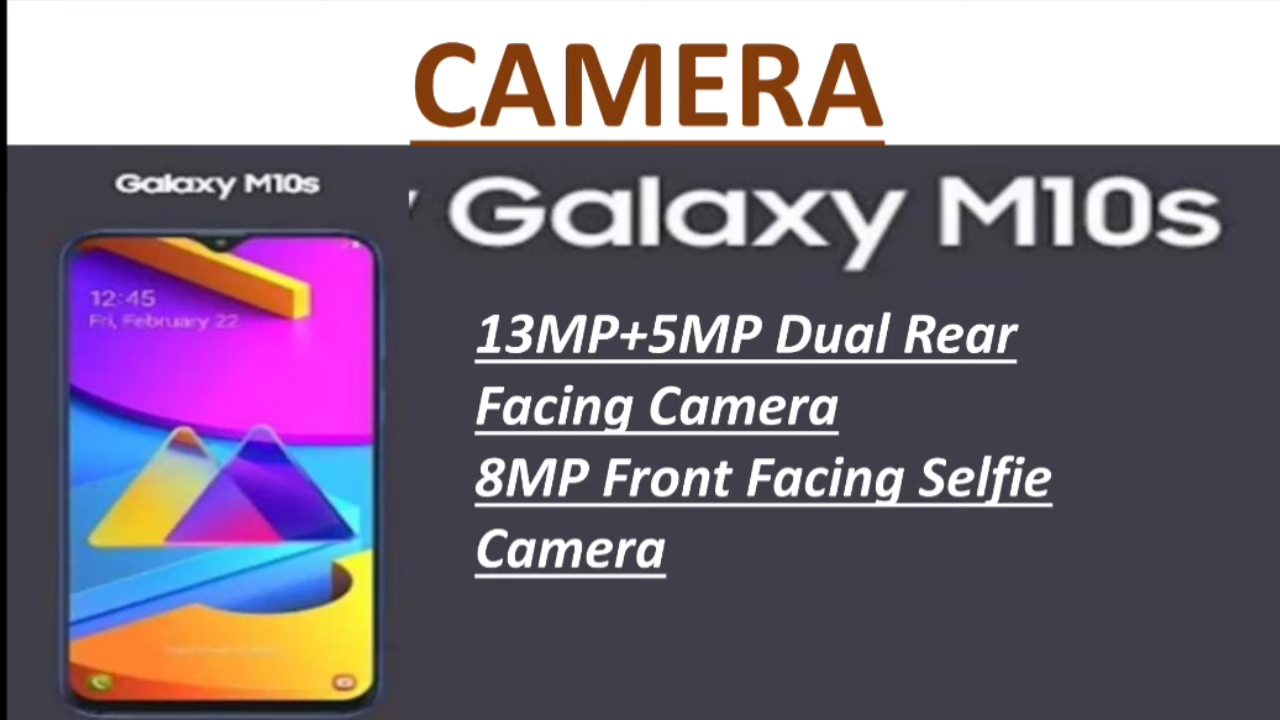 CAMERA
Galaxy M10s
Galaxy M10s
12:45
Fri, February 22
13MP+5MP Dual Rear
Facing Camera
8MP Front Facing Selfie
Camera